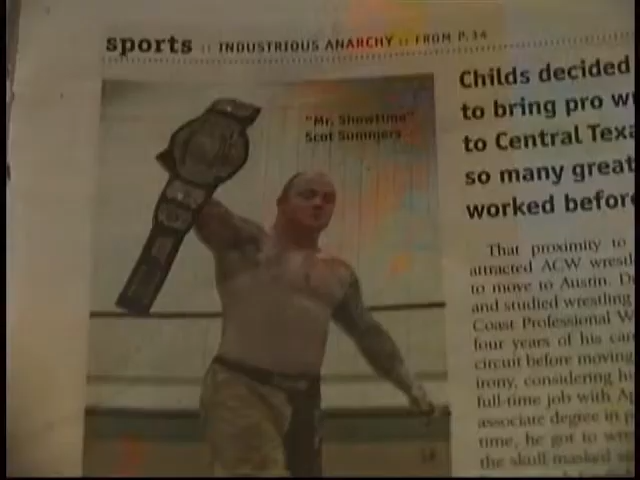 sports :: INDUSTRIOUS ANARCHY :: FROM P.34
"Mr. Showtime"
Scot Summers
Childs decided
to bring pro w
to Central Texa
so many great
worked before
That proximity to
attracted ACW wrestl
to move to Austin. D
and studied wrestling
Coast Professional W
four years of his car
circuit before moving
irony, considering hi
full-time job with Ap
associate degree in p
time, he got to wre
the skull-masked